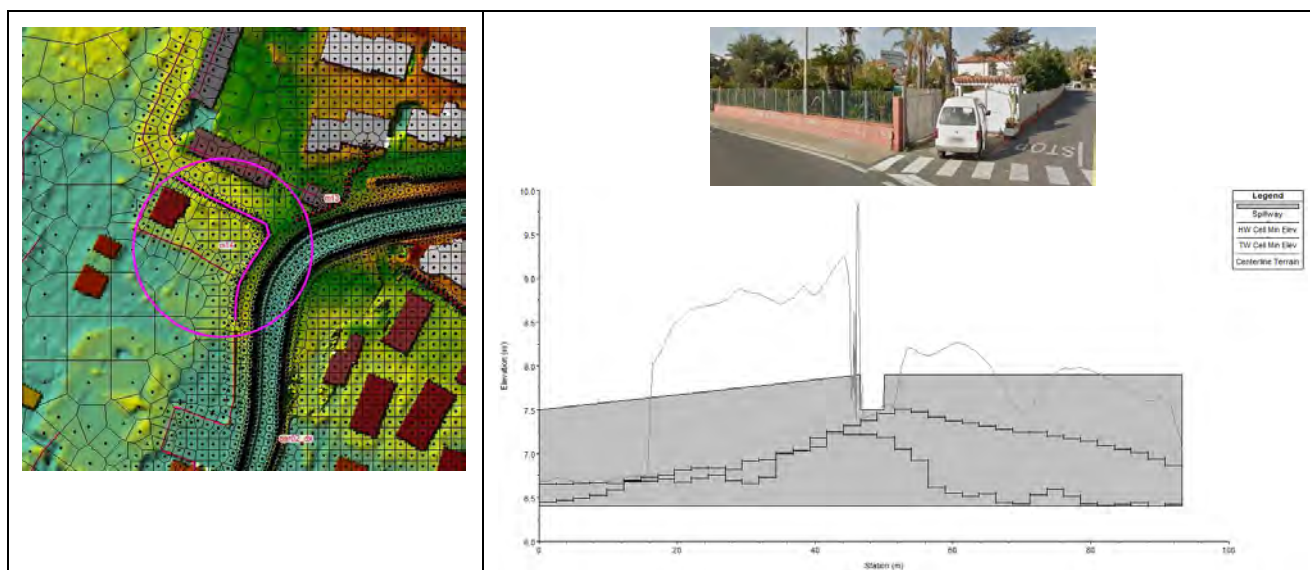 dar02_dx
STOP
10.0
9.5
9.0
8.5
8.0
7.5
7.0
6.5
6.0
Elevation (m)
0
20
40
60
80
100
Station (m)
Legend
Spillway
HW Cell Min Elev
TW Cell Min Elev
Centerline Terrain